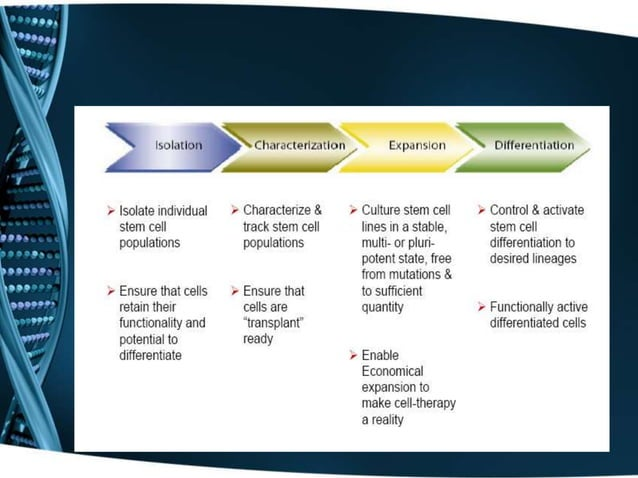 Isolation
Characterization
Expansion
Differentiation
➤ Isolate individual
stem cell
populations
➤ Ensure that cells
retain their
functionality and
potential to
differentiate
➤ Characterize &
track stem cell
populations
➤ Ensure that
cells are
“transplant”
ready
➤ Culture stem cell
lines in a stable,
multi- or pluri-
potent state, free
from mutations &
to sufficient
quantity
➤ Enable
Economical
expansion to
make cell-therapy
a reality
➤ Control & activate
stem cell
differentiation to
desired lineages
➤ Functionally active
differentiated cells